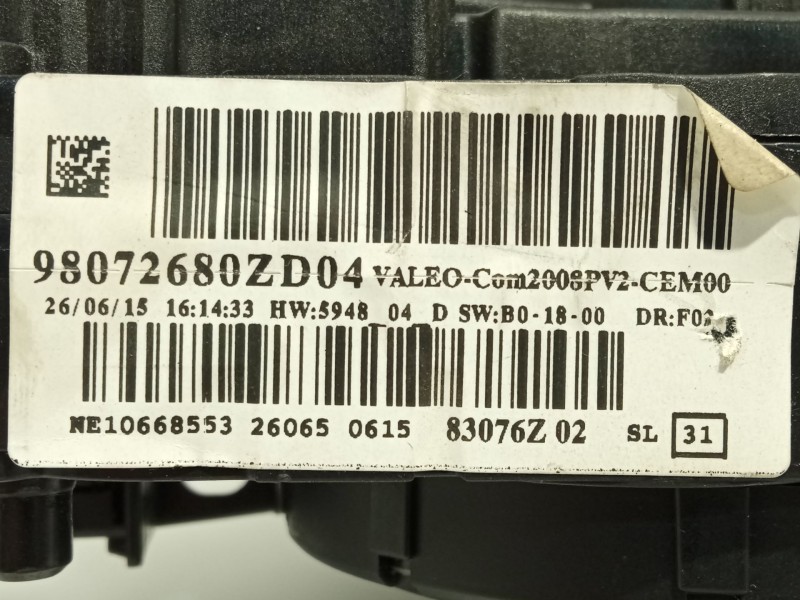 98072680ZD04 VALEO-Com2008PV2-CEM00
26/06/15 16:14:33 HW:5948 04 D SW:B0-18-00 DR:F02
NE10668553 26065 0615 83076Z 02 SL 31